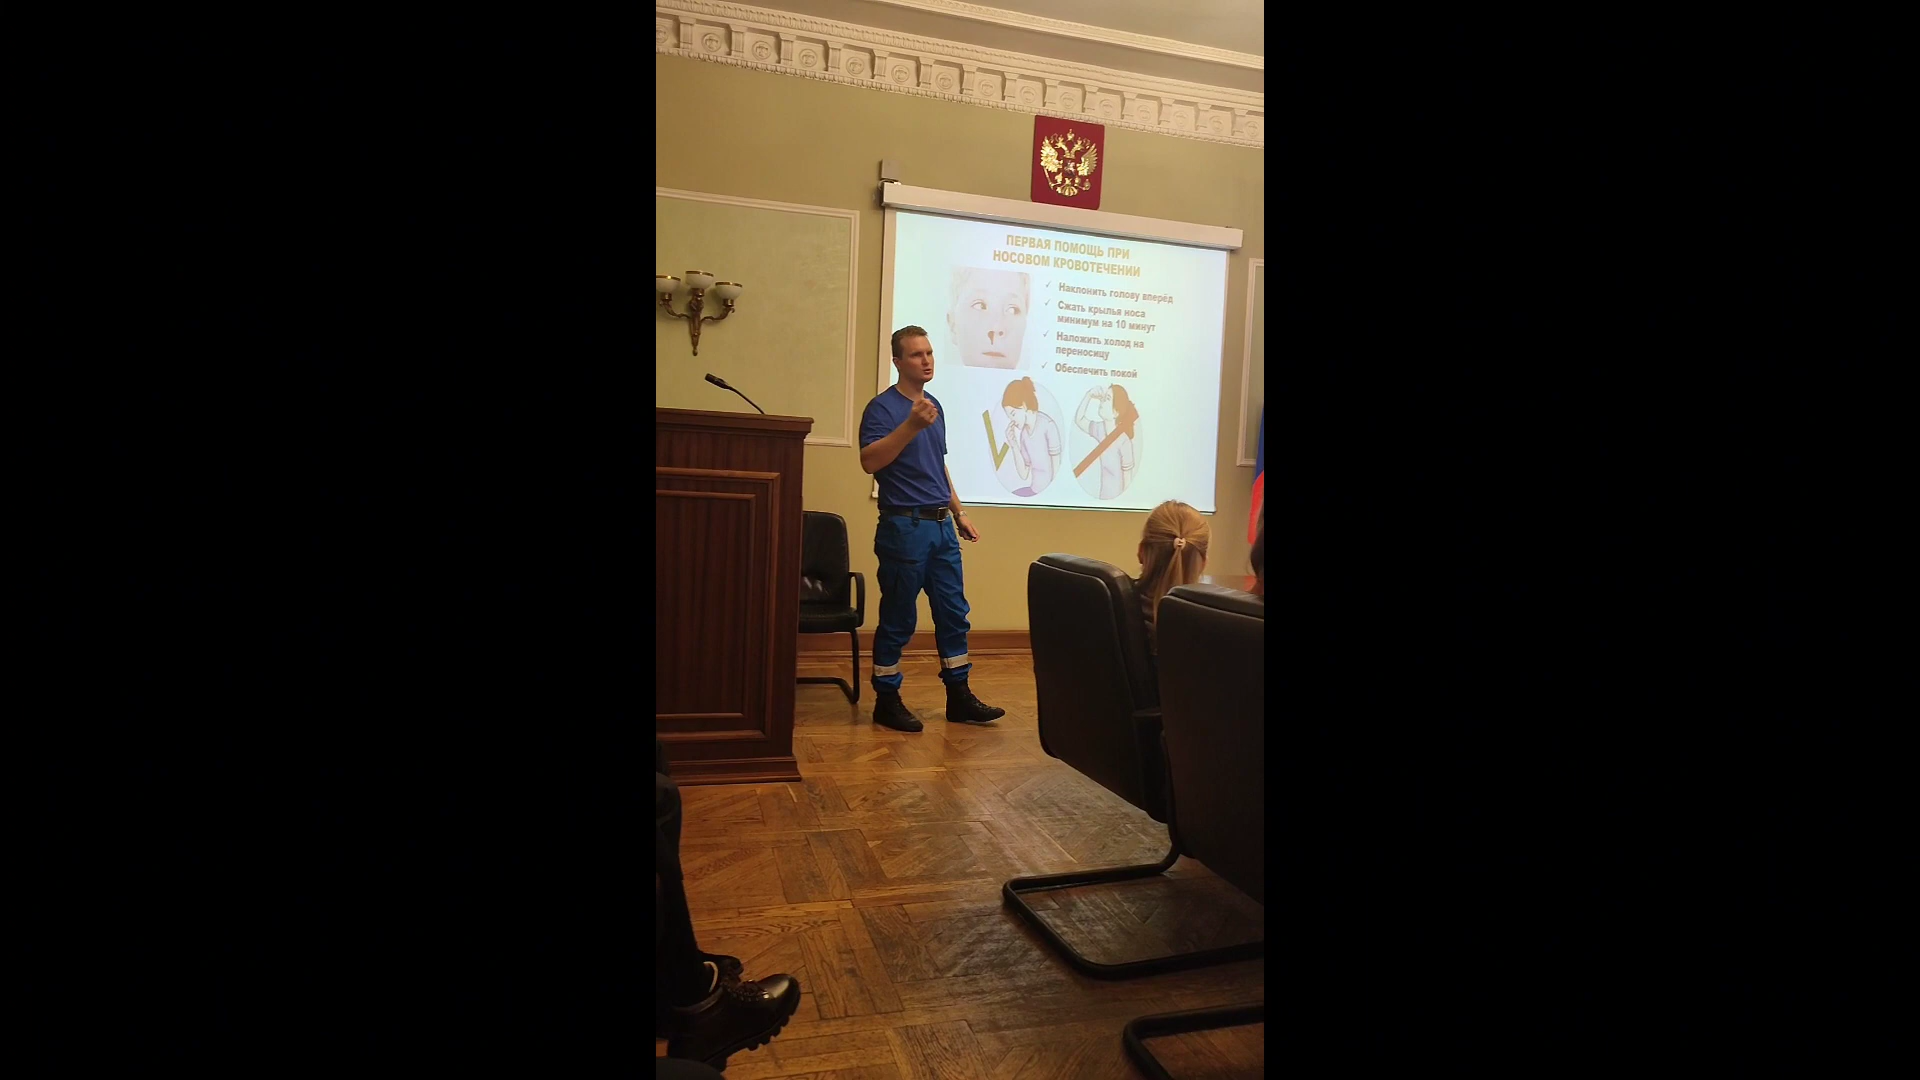 ПЕРВАЯ ПОМОЩЬ ПРИ
НОСОВОМ КРОВОТЕЧЕНИИ
Наклонить голову вперёд
Сжать крылья носа
минимум на 10 минут
Наложить холод на
переносицу
Обеспечить покой